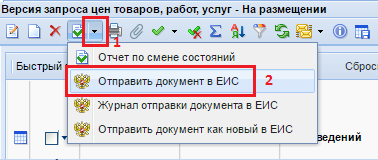 Версия запроса цен товаров, работ, услуг - На размещении
1
Отчет по смене состояний
Быстрый
Сброс
Отправить документ в ЕИС 2
Журнал отправки документа в ЕИС
Отправить документ как новый в ЕИС
ведений